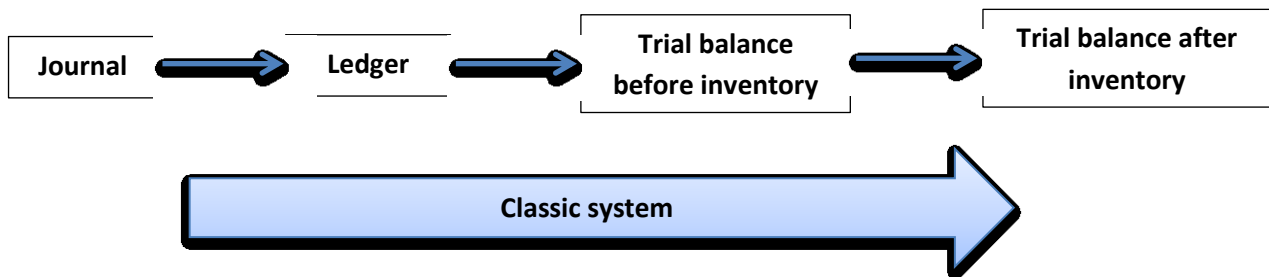 Journal
Ledger
Trial balance
before inventory
Trial balance after
inventory
Classic system